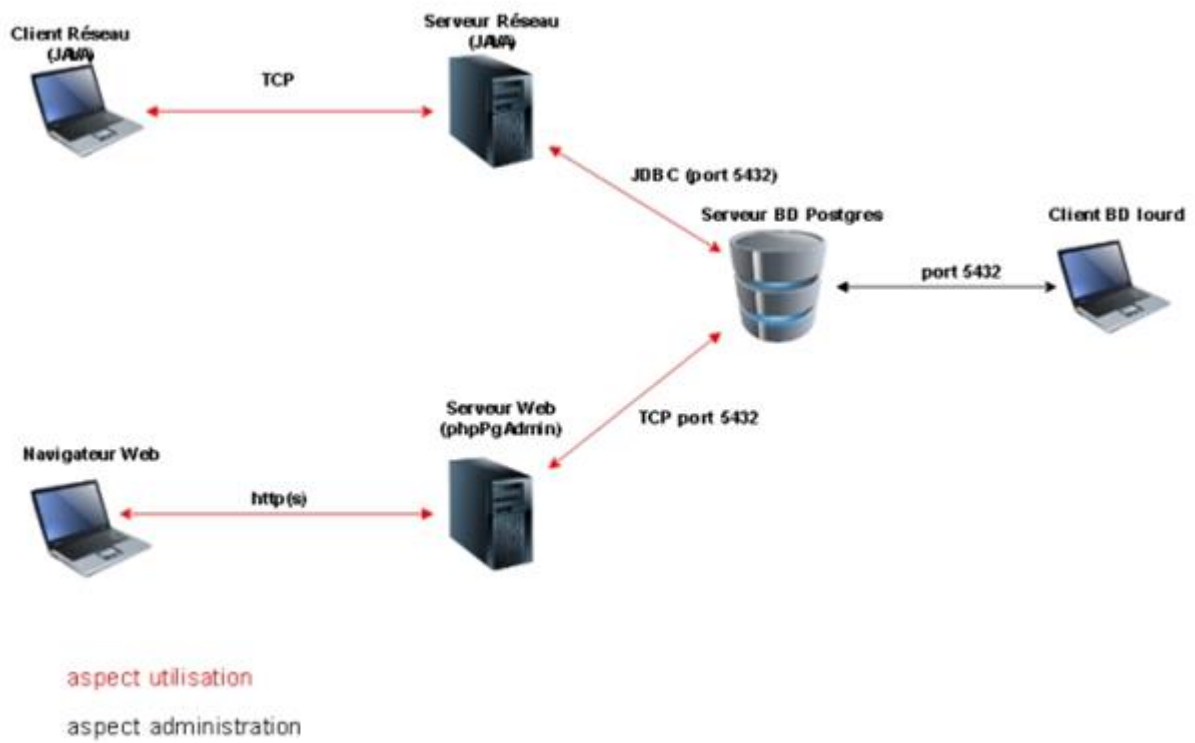 Client Réseau
(JAVA)
Serveur Réseau
(JAVA)
TCP
JDBC (port 5432)
Serveur BD Postgres
Client BD lourd
port 5432
Serveur Web
(phpPgAdmin)
TCP port 5432
Navigateur Web
http(s)
aspect utilisation
aspect administration